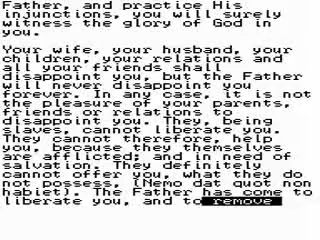 Father, and practice His
injunctions, you will surely
witness the glory of God in
you.
Your wife, your husband, your
children, your relations and
all your friends shall
disappoint you, but the Father
will never disappoint you
forever. In any case, it is not
the pleasure of your parents,
friends or relations to
disappoint you. They, being
slaves, cannot liberate you.
They cannot therefore, help
you, because they themselves
are afflicted; and in need of
salvation. They definitely
cannot offer you, what they do
not possess, (Nemo dat quot non
habiet). The Father has come to
liberate you, and to remove